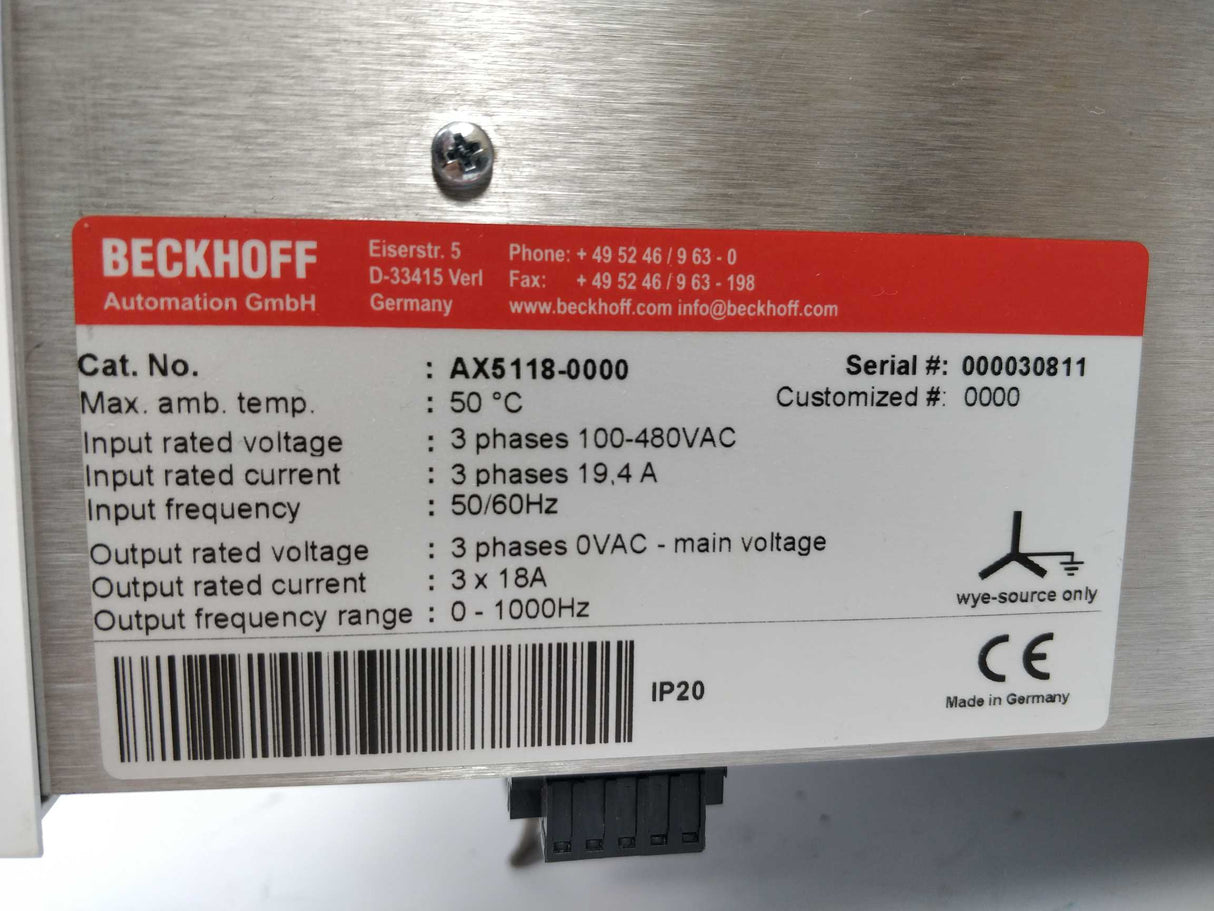 BECKHOFF
Automation GmbH
Eiserstr. 5
D-33415 Verl
Germany
Phone: + 49 52 46 / 9 63 - 0
Fax: + 49 52 46 / 9 63 - 198
www.beckhoff.com info@beckhoff.com
Cat. No. : AX5118-0000 Serial #: 000030811
Max. amb. temp. : 50 °C Customized #: 0000
Input rated voltage : 3 phases 100-480VAC
Input rated current : 3 phases 19,4 A
Input frequency : 50/60Hz
Output rated voltage : 3 phases 0VAC - main voltage
Output rated current : 3 x 18A
Output frequency range : 0 - 1000Hz
wye-source only
IP20
CE
Made in Germany